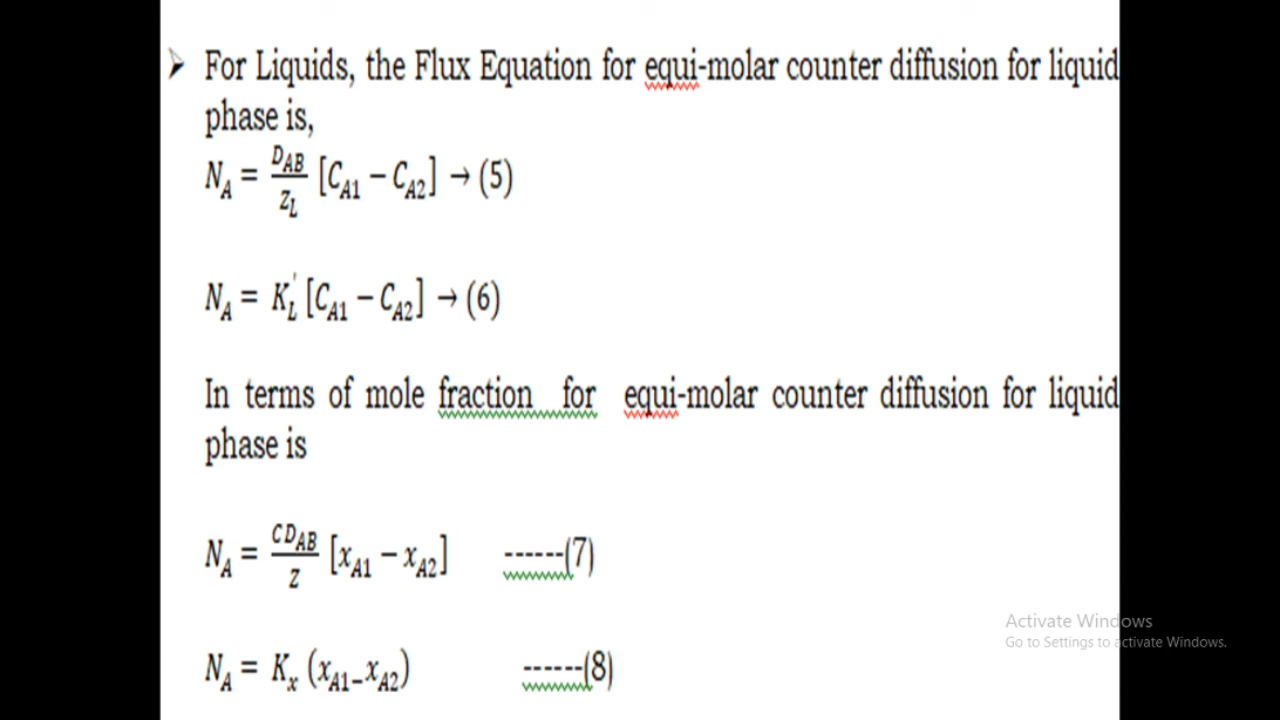 ➢ For Liquids, the Flux Equation for equi-molar counter diffusion for liquid
phase is,
N_A = D_AB / z_L [C_A1 − C_A2] → (5)
N_A = K_L' [C_A1 − C_A2] → (6)
In terms of mole fraction for equi-molar counter diffusion for liquid
phase is
N_A = CD_AB / z [x_A1 − x_A2] ------(7)
Activate Windows
Go to Settings to activate Windows.
N_A = K_x (x_A1 − x_A2) ------(8)